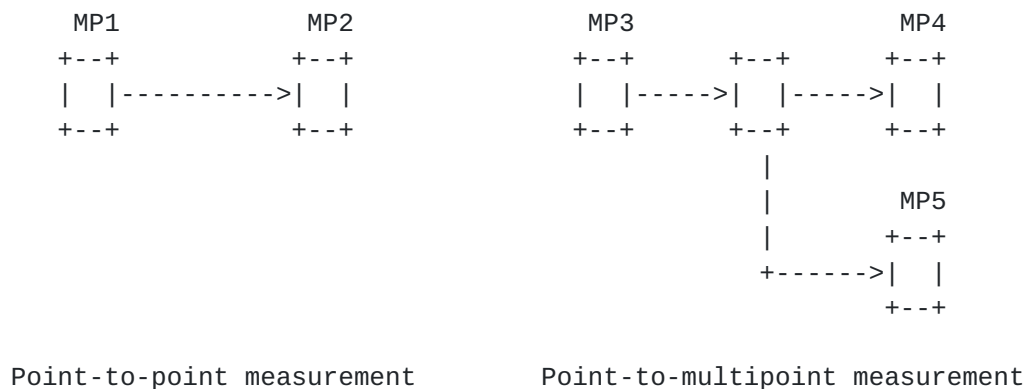 MP1 MP2 MP3 MP4
+--+ +--+ +--+ +--+ +--+
| |---------->| | | |----->| |----->| |
+--+ +--+ +--+ +--+ +--+
|
| MP5
| +--+
+------>| |
+--+
Point-to-point measurement Point-to-multipoint measurement